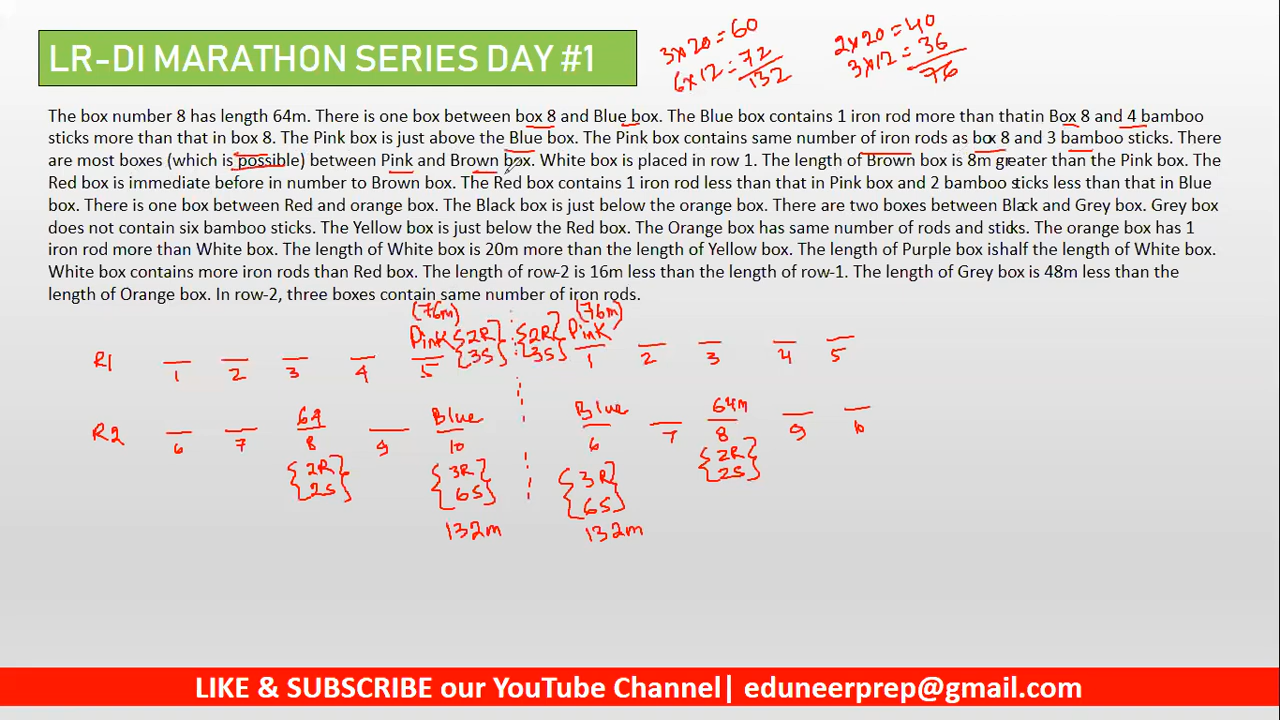 3x20=60
6x12=72
132
2x20=40
3x12=36
76
LR-DI MARATHON SERIES DAY #1
The box number 8 has length 64m. There is one box between box 8 and Blue box. The Blue box contains 1 iron rod more than thatin Box 8 and 4 bamboo
sticks more than that in box 8. The Pink box is just above the Blue box. The Pink box contains same number of iron rods as box 8 and 3 bamboo sticks. There
are most boxes (which is possible) between Pink and Brown box. White box is placed in row 1. The length of Brown box is 8m greater than the Pink box. The
Red box is immediate before in number to Brown box. The Red box contains 1 iron rod less than that in Pink box and 2 bamboo sticks less than that in Blue
box. There is one box between Red and orange box. The Black box is just below the orange box. There are two boxes between Black and Grey box. Grey box
does not contain six bamboo sticks. The Yellow box is just below the Red box. The Orange box has same number of rods and sticks. The orange box has 1
iron rod more than White box. The length of White box is 20m more than the length of Yellow box. The length of Purple box is half the length of White box.
White box contains more iron rods than Red box. The length of row-2 is 16m less than the length of row-1. The length of Grey box is 48m less than the
length of Orange box. In row-2, three boxes contain same number of iron rods.
(76m) (76m)
Pink {2R {2R Pink
{3S} {3S}
R1 1 2 3 4 5 1 2 3 4 5
64 Blue Blue 64m
R2 6 7 8 9 10 6 7 8 9 10
{2R} {3R} {3R} {2R}
{2S} {6S} {6S} {2S}
132m 132m
LIKE & SUBSCRIBE our YouTube Channel| eduneerprep@gmail.com